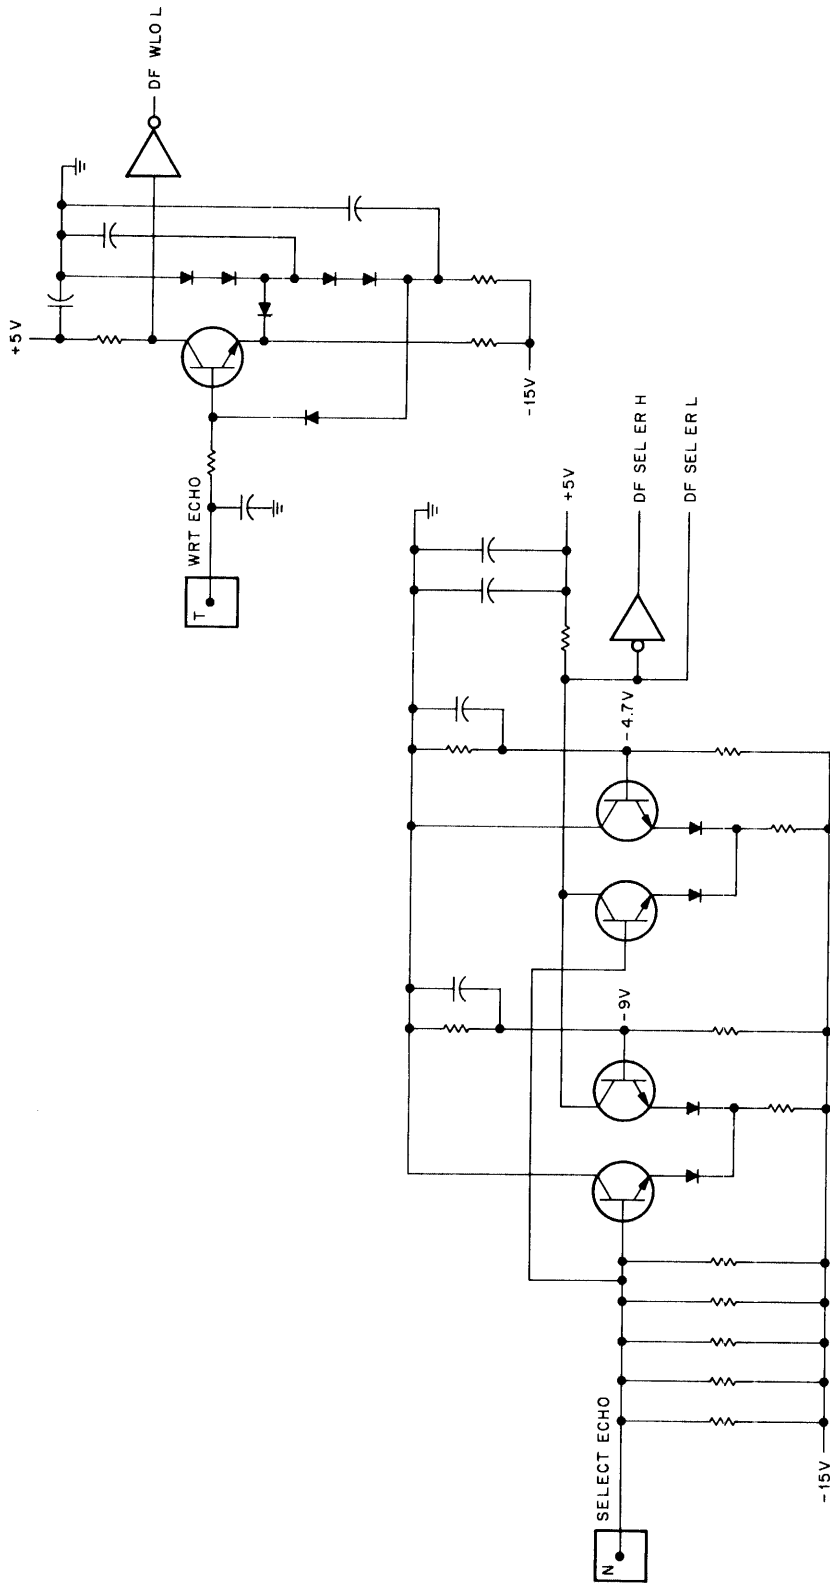 +5V
DF WLO L
WRT ECHO
T
-15V
+5V
DF SEL ER H
DF SEL ER L
-4.7V
-9V
SELECT ECHO
N
-15V